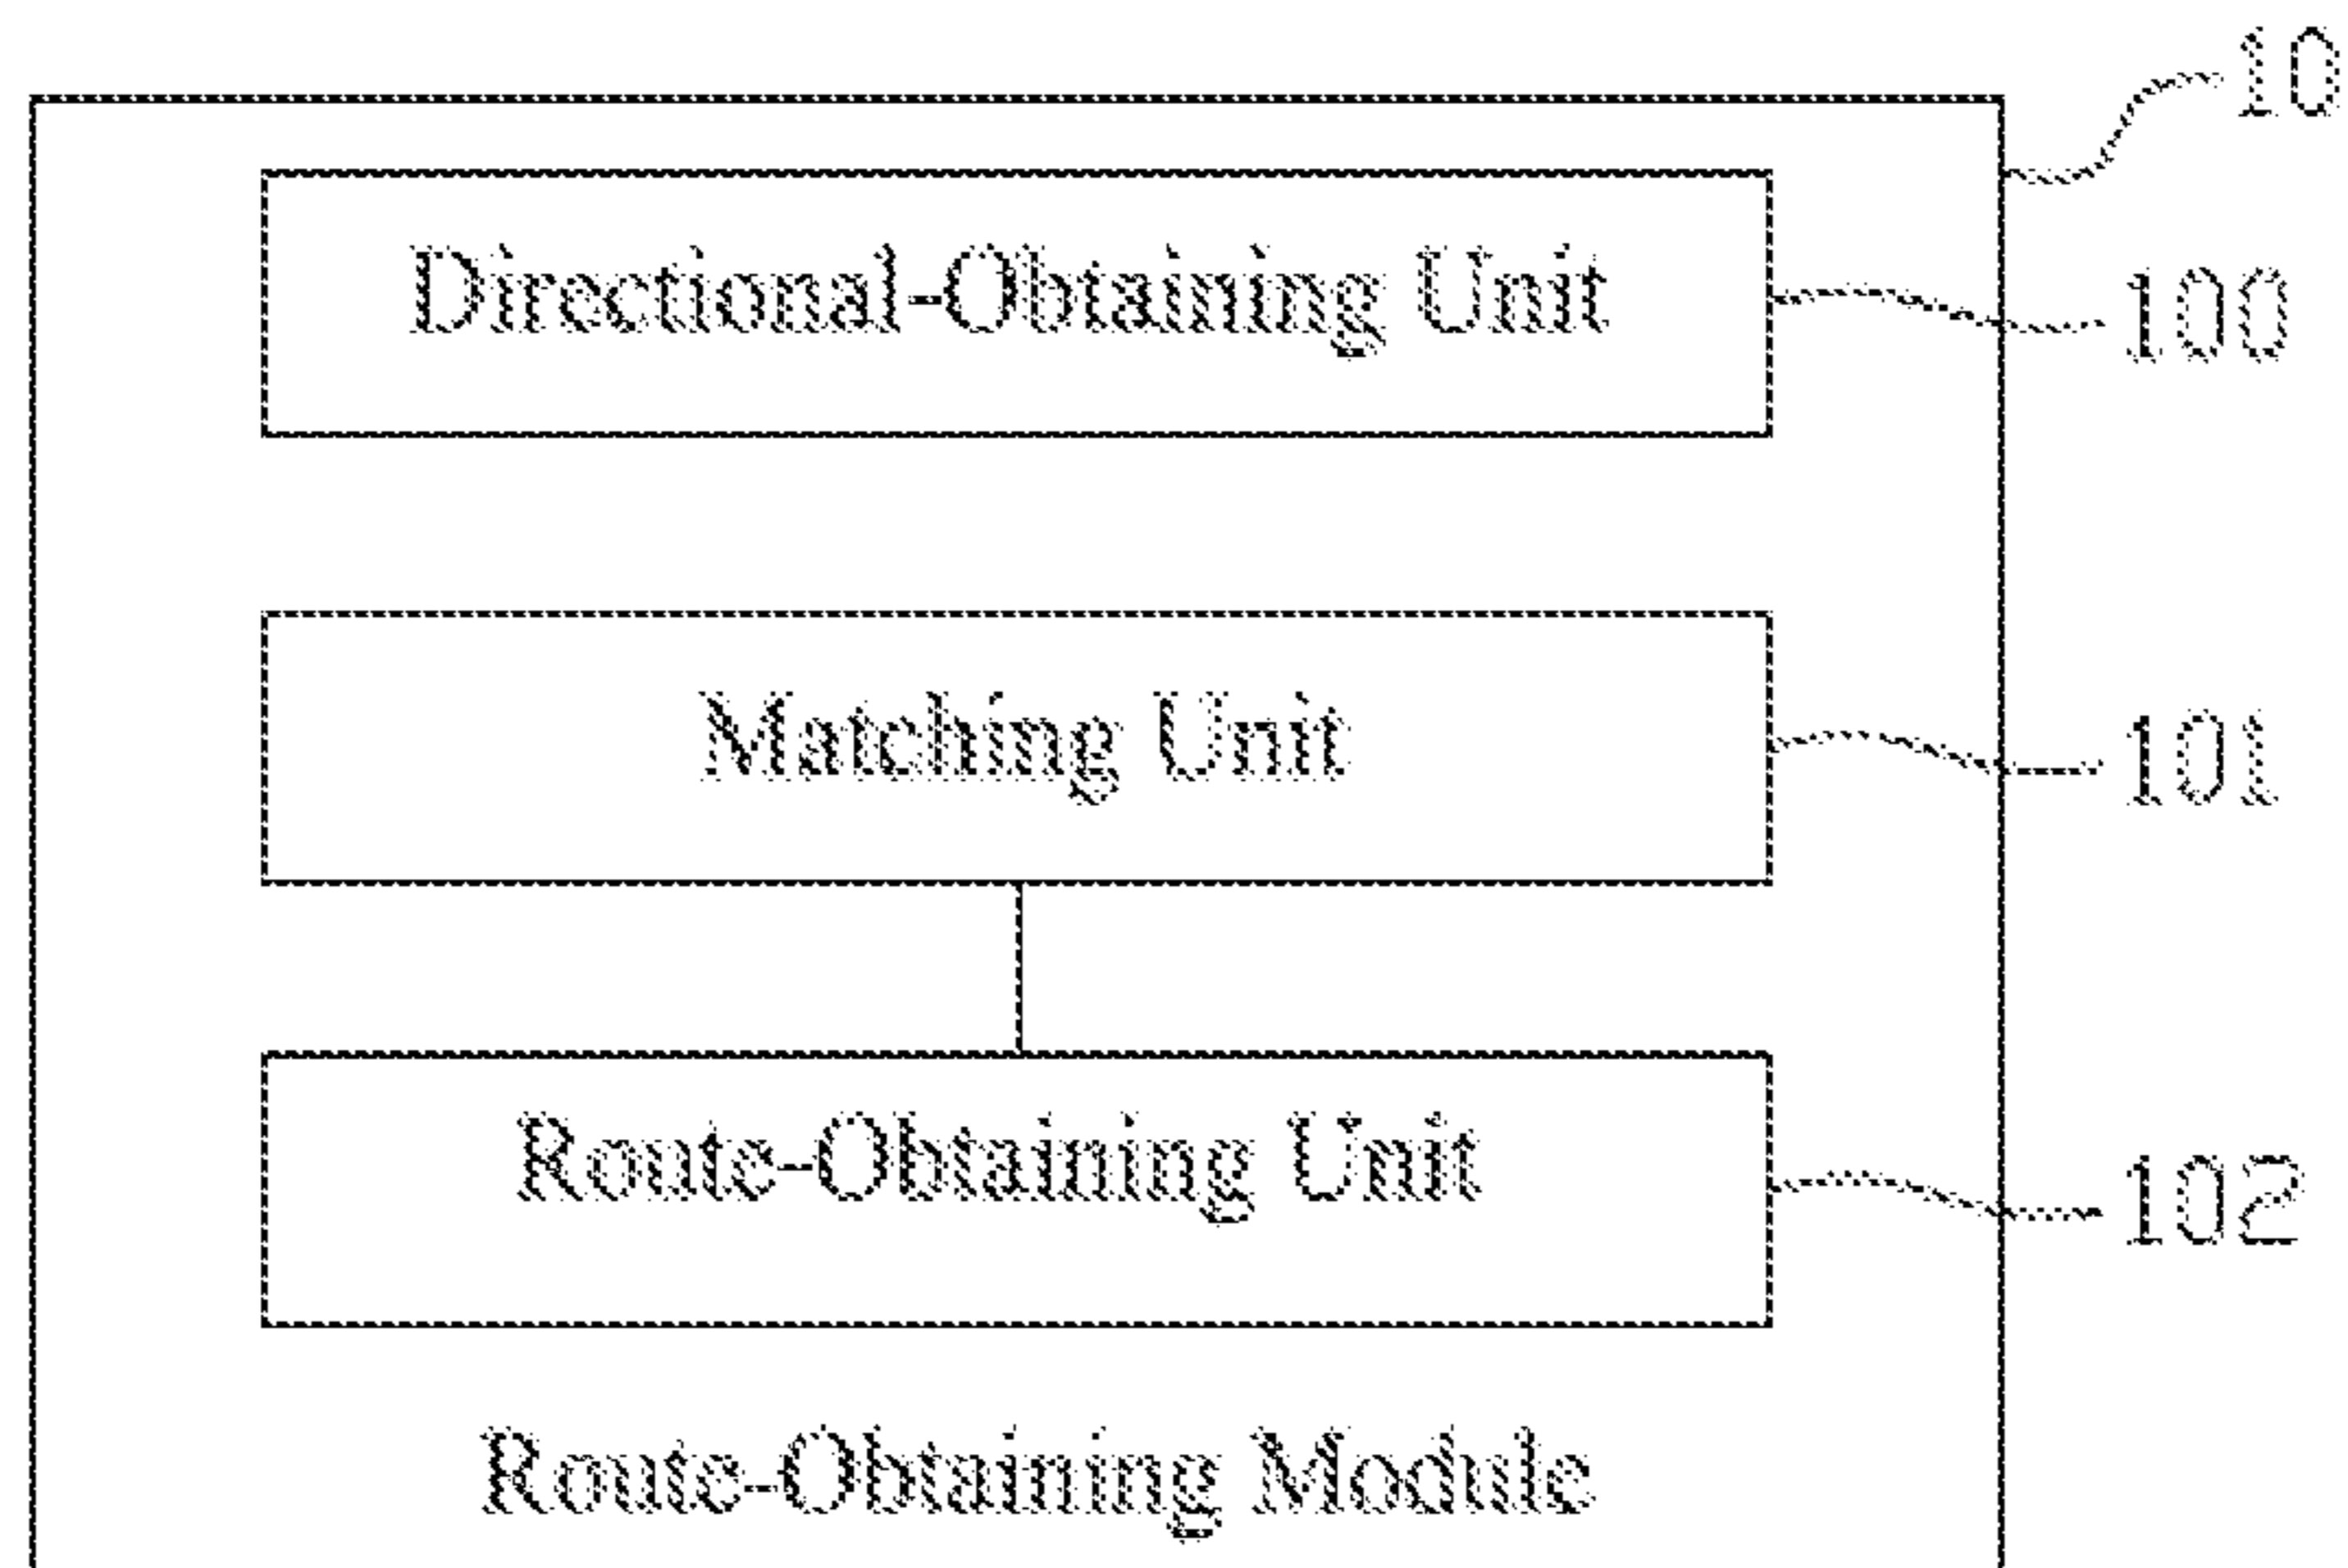 10
Directional-Obtaining Unit
100
Matching Unit
101
Route-Obtaining Unit
102
Route-Obtaining Module